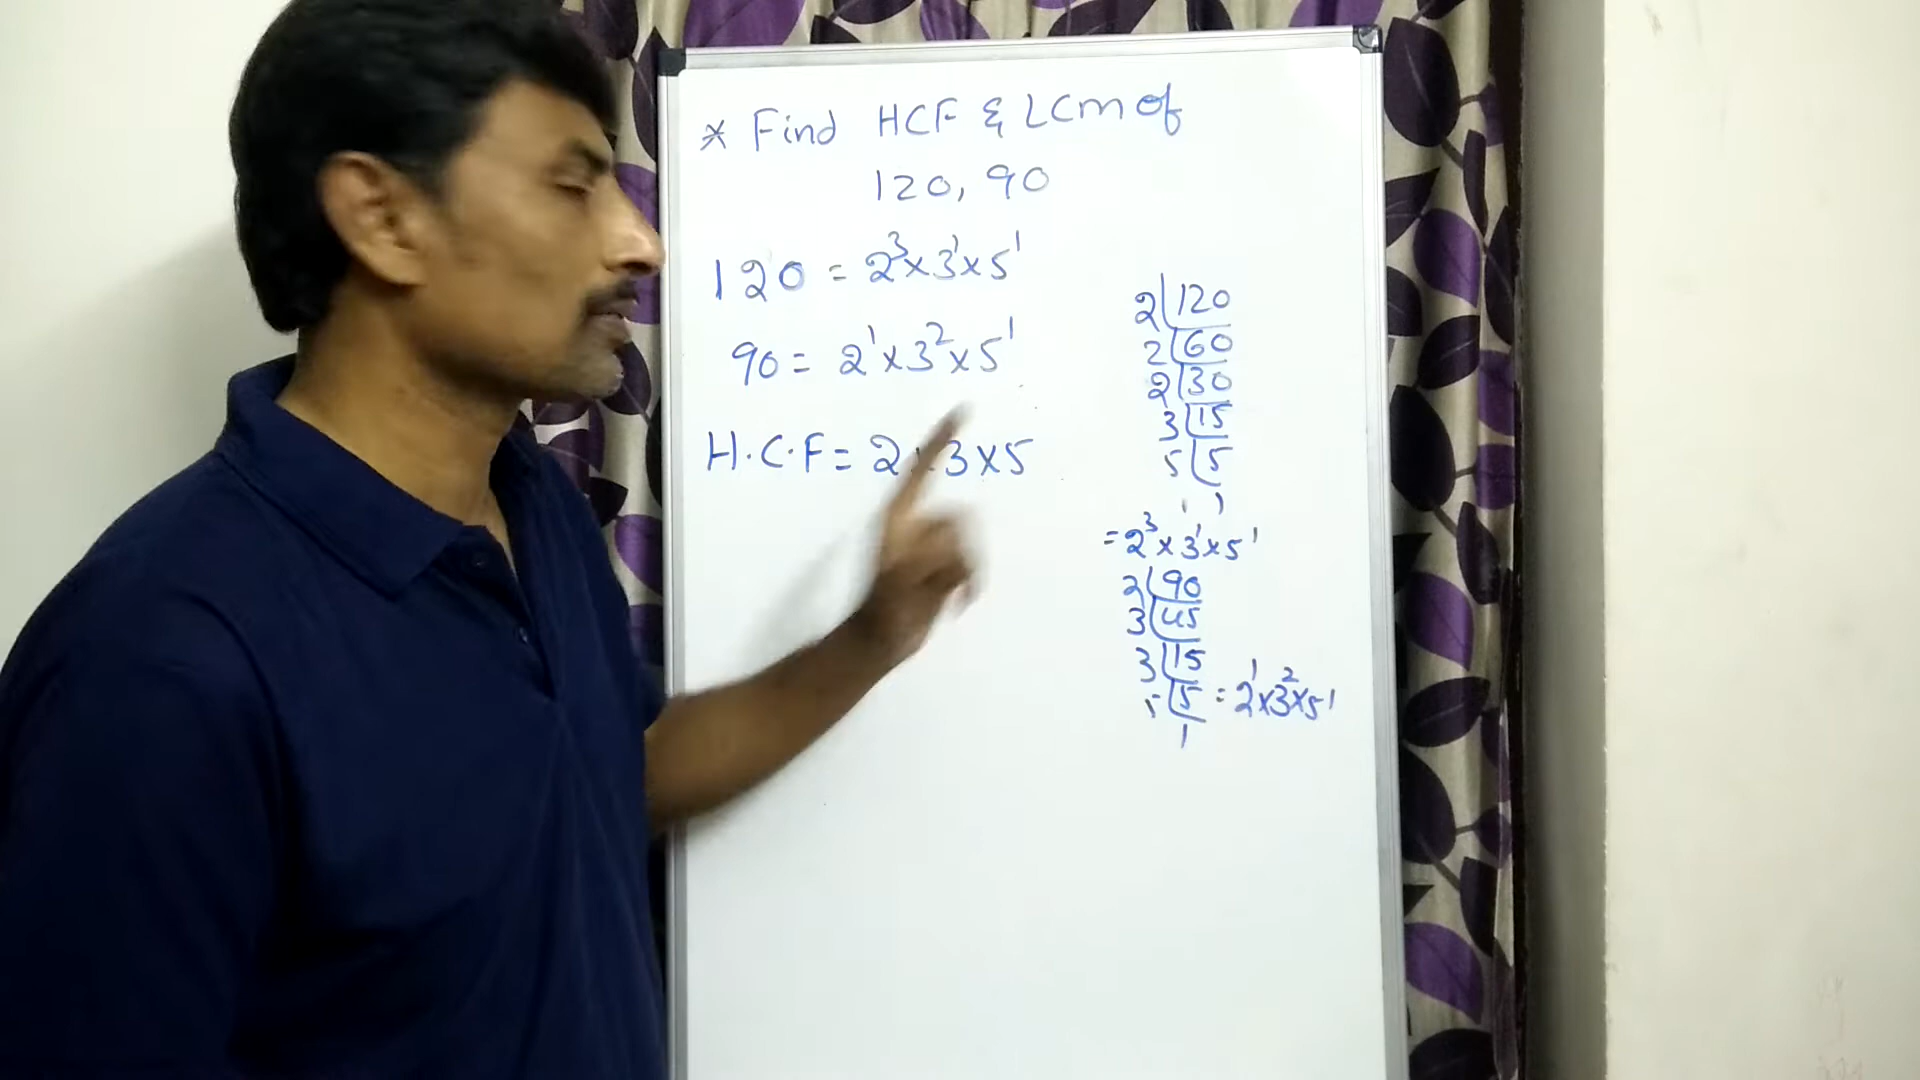 * Find HCF & LCM of
120, 90
120 = 2³×3¹×5¹
90 = 2¹×3²×5¹
H.C.F = 2×3×5
2 120
2 60
2 30
3 15
5 5
1
= 2³×3¹×5¹
2 90
3 45
3 15
5 5 = 2¹×3²×5¹
1